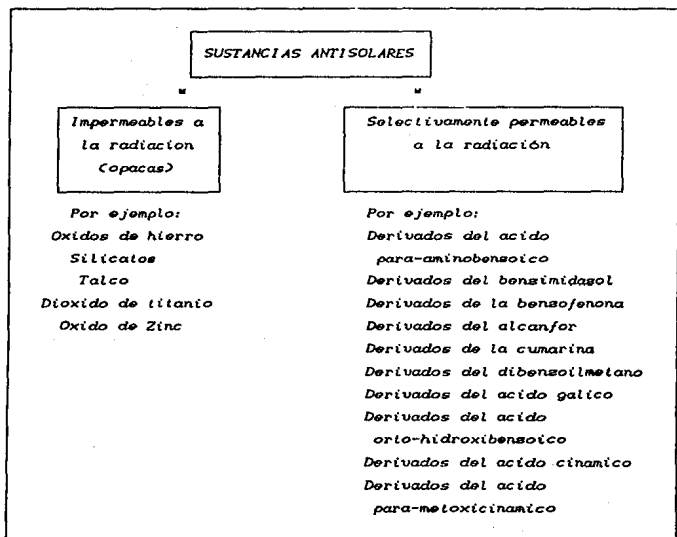 SUSTANCIAS ANTISOLARES
Impermeables a
la radiacion
(opacas)
Por ejemplo:
Oxidos de hierro
Silicatos
Talco
Dioxido de titanio
Oxido de Zinc
Selectivamente permeables
a la radiación
Por ejemplo:
Derivados del acido
para-aminobenzoico
Derivados del benzimidazol
Derivados de la benzofenona
Derivados del alcanfor
Derivados de la cumarina
Derivados del dibenzoilmetano
Derivados del acido galico
Derivados del acido
orto-hidroxibenzoico
Derivados del acido cinamico
Derivados del acido
para-metoxicinamico